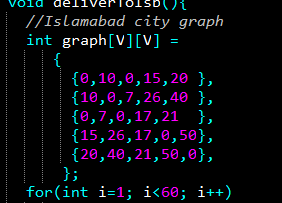 void deliverToIsb(){
//Islamabad city graph
int graph[V][V] =
{
{0,10,0,15,20 },
{10,0,7,26,40 },
{0,7,0,17,21  },
{15,26,17,0,50},
{20,40,21,50,0},
};
for(int i=1; i<60; i++)